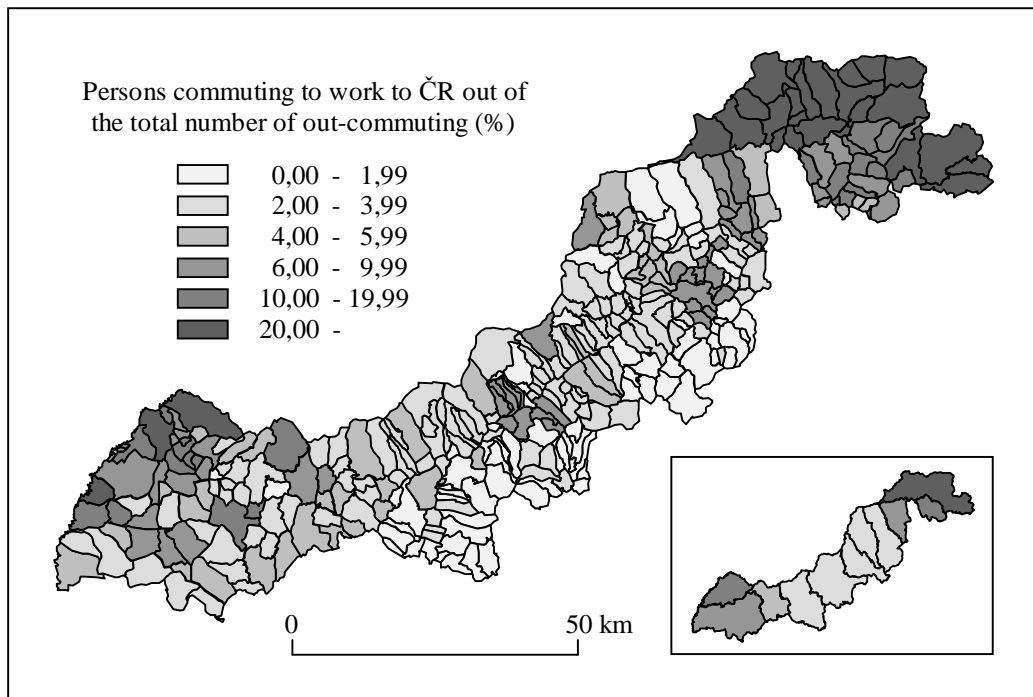 Persons commuting to work to ČR out of
the total number of out-commuting (%)
0,00 - 1,99
2,00 - 3,99
4,00 - 5,99
6,00 - 9,99
10,00 - 19,99
20,00 -
0 50 km